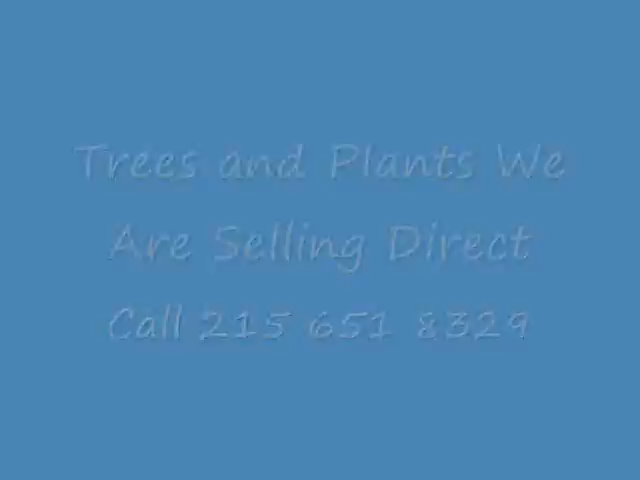 Trees and Plants We
Are Selling Direct
Call 215 651 8329